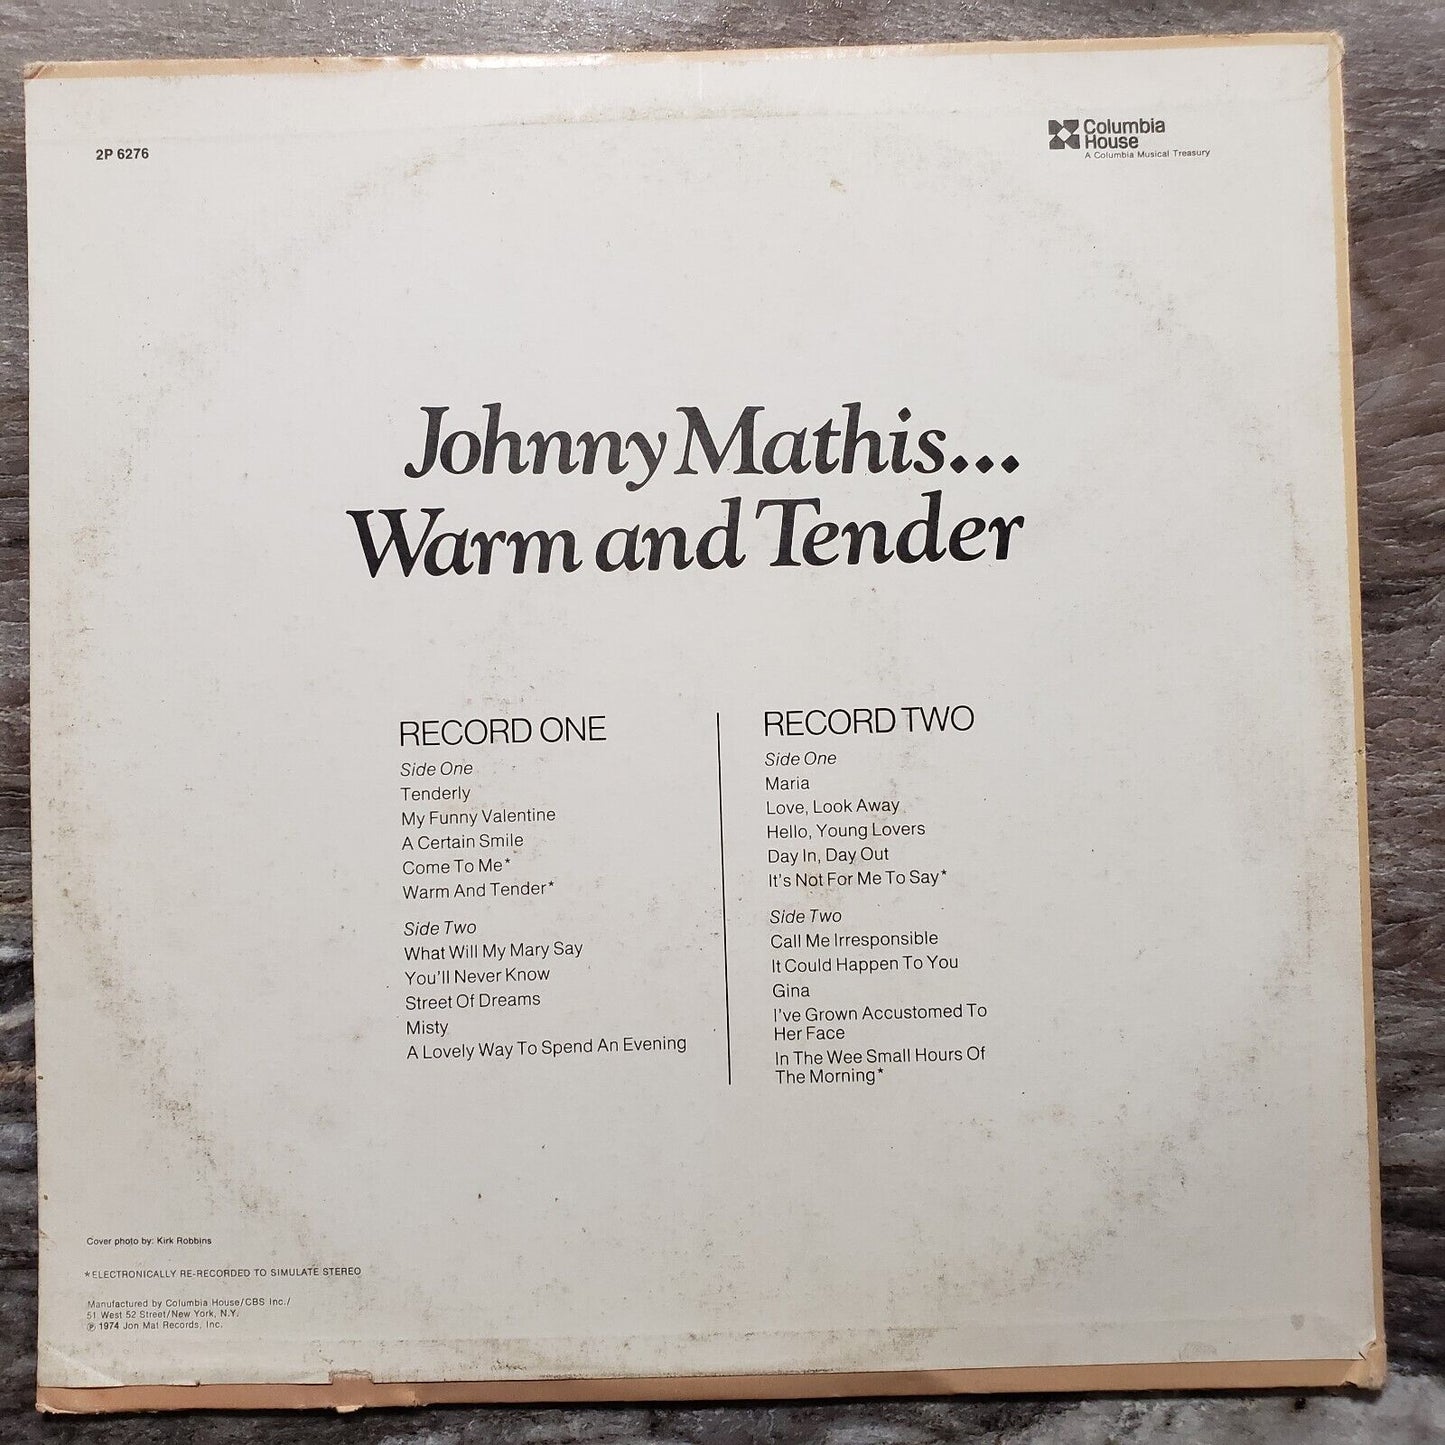 2P 6276
Columbia
House
A Columbia Musical Treasury
Johnny Mathis...
Warm and Tender
RECORD ONE
Side One
Tenderly
My Funny Valentine
A Certain Smile
Come To Me*
Warm And Tender*
Side Two
What Will My Mary Say
You'll Never Know
Street Of Dreams
Misty
A Lovely Way To Spend An Evening
RECORD TWO
Side One
Maria
Love, Look Away
Hello, Young Lovers
Day In, Day Out
It's Not For Me To Say*
Side Two
Call Me Irresponsible
It Could Happen To You
Gina
I've Grown Accustomed To
Her Face
In The Wee Small Hours Of
The Morning*
Cover photo by: Kirk Robbins
*ELECTRONICALLY RE-RECORDED TO SIMULATE STEREO
Manufactured by Columbia House/CBS Inc./
51 West 52 Street/New York, N.Y.
℗ 1974 Jon Mat Records, Inc.